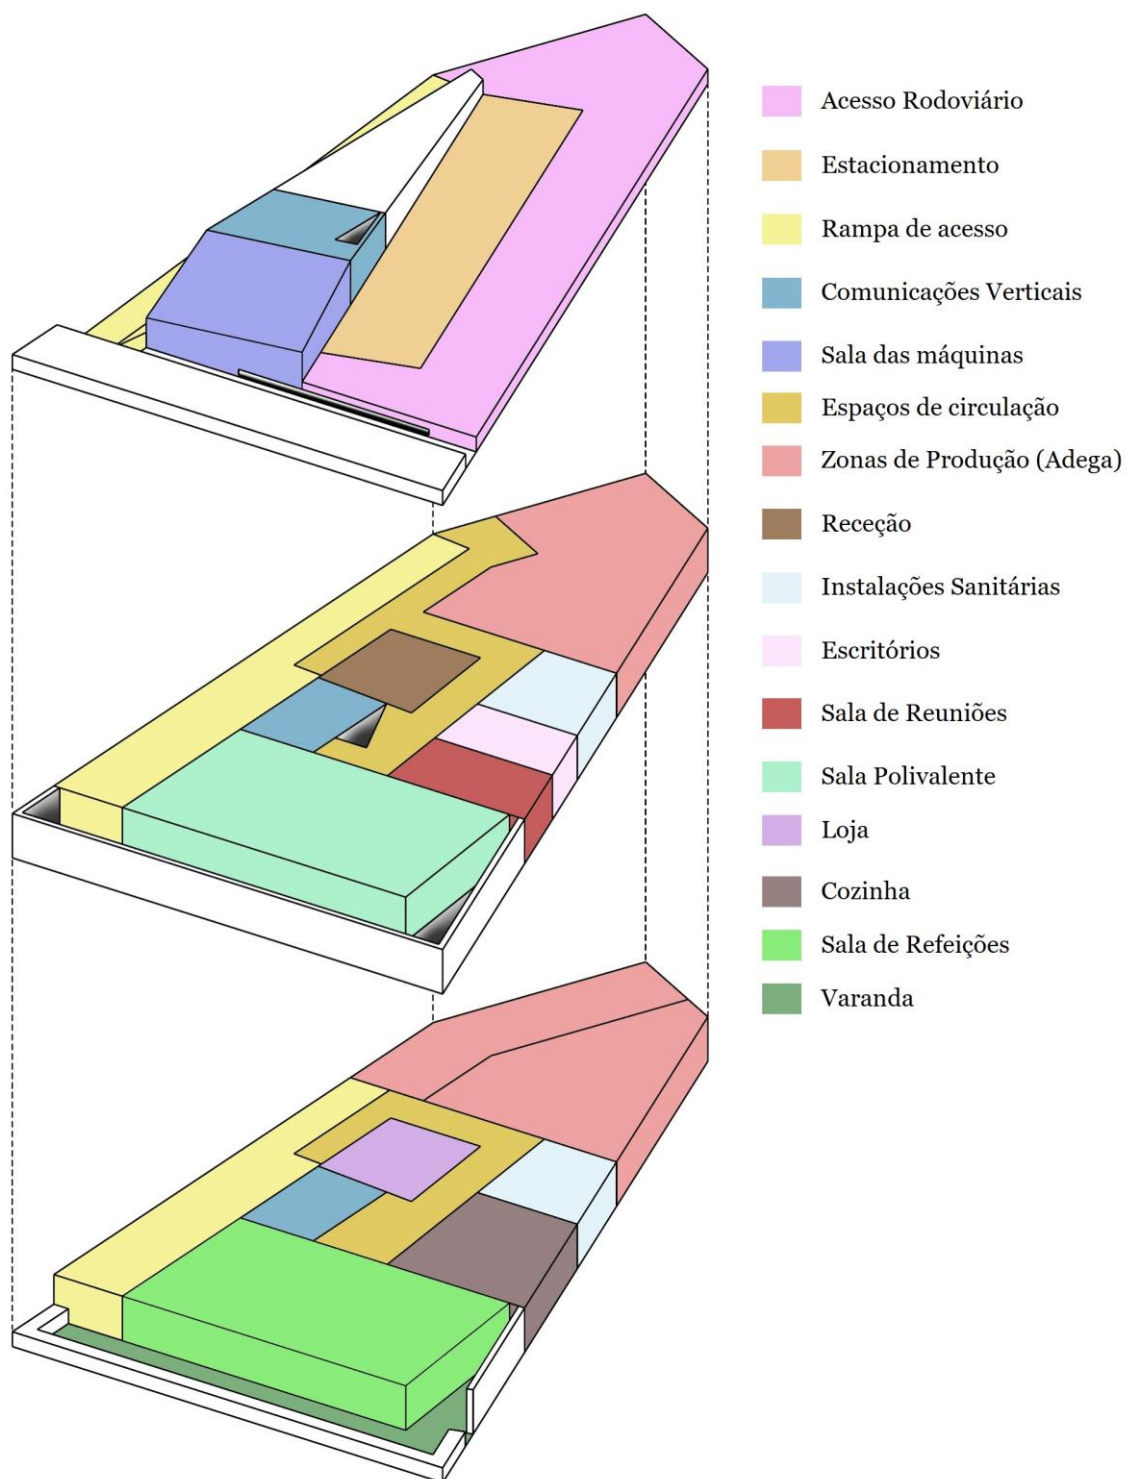 Acesso Rodoviário
Estacionamento
Rampa de acesso
Comunicações Verticais
Sala das máquinas
Espaços de circulação
Zonas de Produção (Adega)
Receção
Instalações Sanitárias
Escritórios
Sala de Reuniões
Sala Polivalente
Loja
Cozinha
Sala de Refeições
Varanda